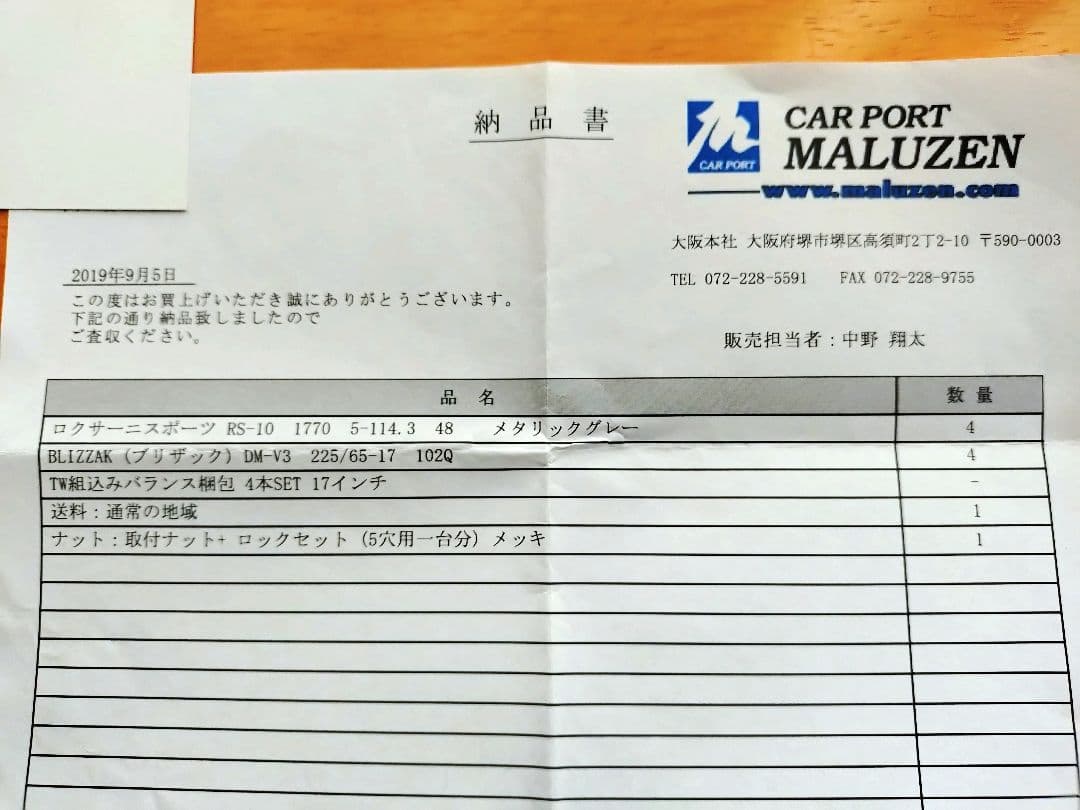 納品書
CAR PORT
CAR PORT
MALUZEN
www.maluzen.com
大阪本社 大阪府堺市堺区高須町2丁2-10 〒590-0003
TEL 072-228-5591 FAX 072-228-9755
2019年9月5日
この度はお買上げいただき誠にありがとうございます。
下記の通り納品致しましたので
ご査収ください。
販売担当者：中野 翔太
品 名 数 量
ロクサーニスポーツ RS-10 1770 5-114.3 48 メタリックグレー 4
BLIZZAK (ブリザック) DM-V3 225/65-17 102Q 4
TW組込みバランス梱包 4本SET 17インチ -
送料：通常の地域 1
ナット：取付ナット+ ロックセット (5穴用一台分) メッキ 1